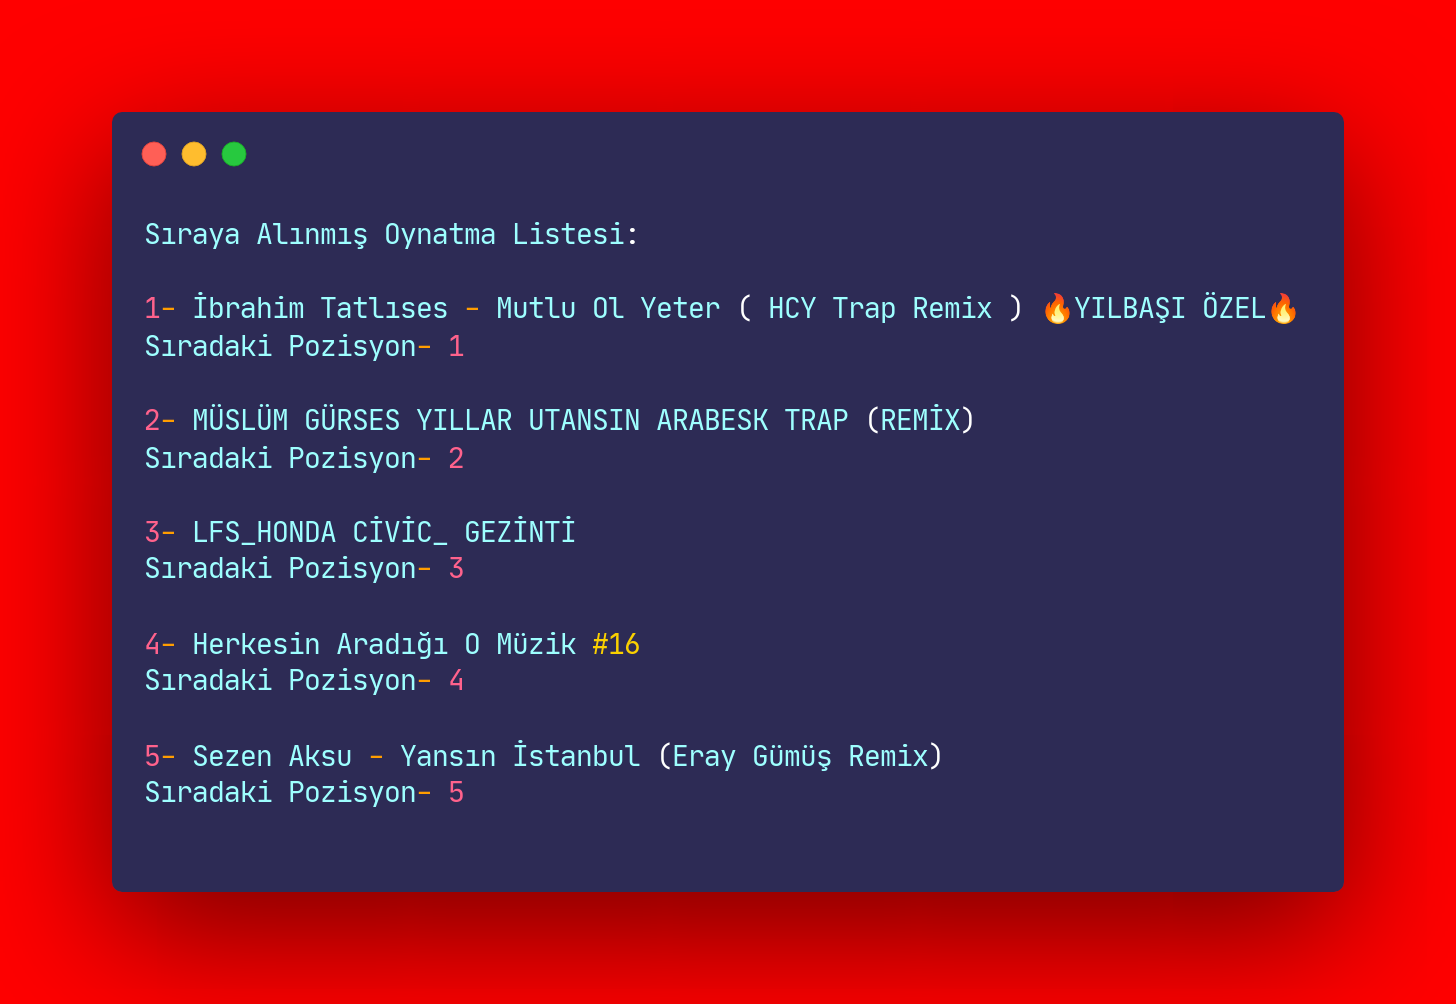 Sıraya Alınmış Oynatma Listesi:
1- İbrahim Tatlıses - Mutlu Ol Yeter ( HCY Trap Remix ) 🔥YILBAŞI ÖZEL🔥
Sıradaki Pozisyon- 1
2- MÜSLÜM GÜRSES YILLAR UTANSIN ARABESK TRAP (REMİX)
Sıradaki Pozisyon- 2
3- LFS_HONDA CİVİC_ GEZİNTİ
Sıradaki Pozisyon- 3
4- Herkesin Aradığı O Müzik #16
Sıradaki Pozisyon- 4
5- Sezen Aksu - Yansın İstanbul (Eray Gümüş Remix)
Sıradaki Pozisyon- 5